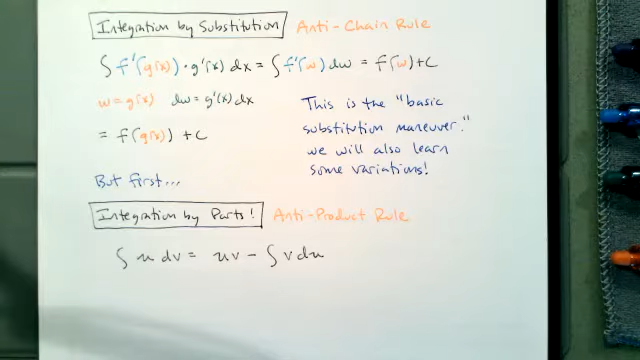 Integration by Substitution Anti-Chain Rule
∫ f'(g(x)) · g'(x) dx = ∫ f'(w) dw = f(w) + C
w = g(x) dw = g'(x) dx
= f(g(x)) + C
This is the "basic
substitution maneuver."
we will also learn
some variations!
But first...
Integration by Parts! Anti-Product Rule
∫ u dv = uv - ∫ v du